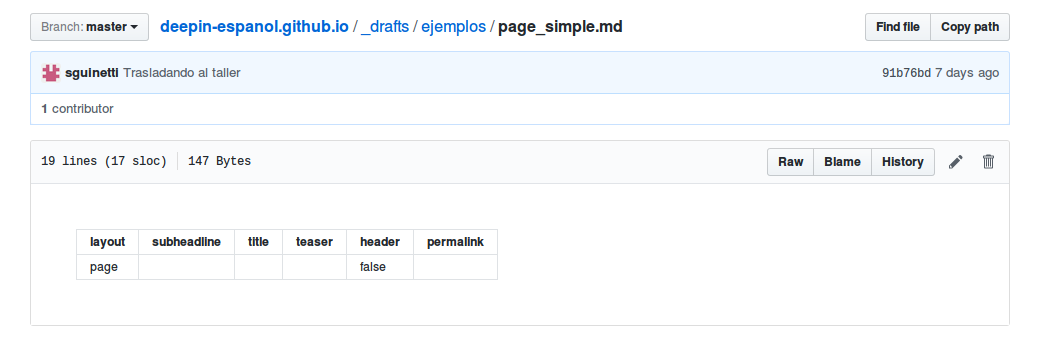 Branch: master deepin-espanol.github.io / _drafts / ejemplos / page_simple.md Find file Copy path
sguinetti Trasladando al taller 91b76bd 7 days ago
1 contributor
19 lines (17 sloc) 147 Bytes Raw Blame History
layout subheadline title teaser header permalink
page false